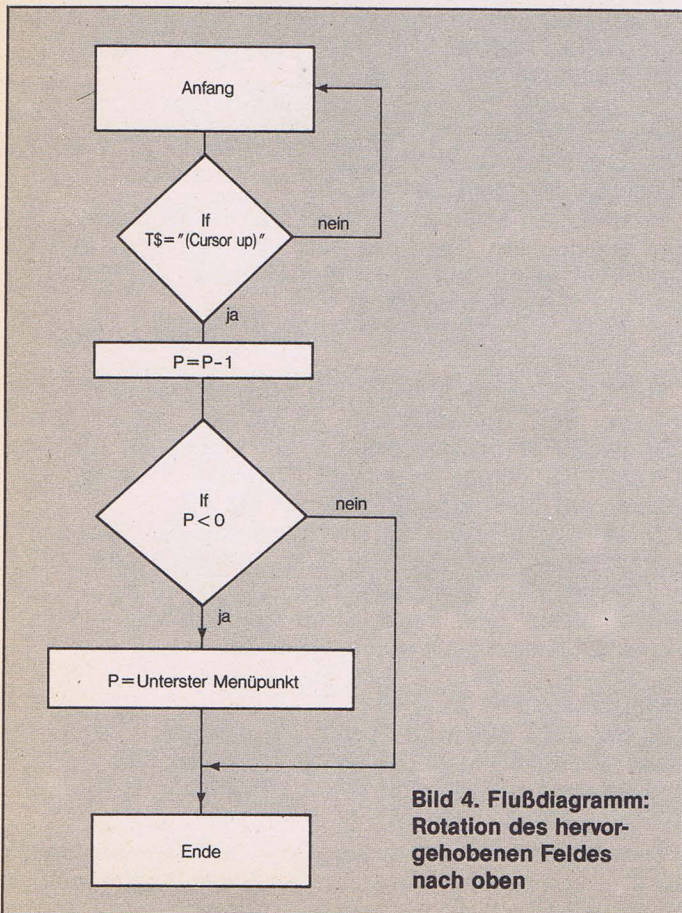 Anfang
If
T$="(Cursor up)"
nein
ja
P=P-1
If
P<0
nein
ja
P=Unterster Menüpunkt
Ende
Bild 4. Flußdiagramm:
Rotation des hervor-
gehobenen Feldes
nach oben